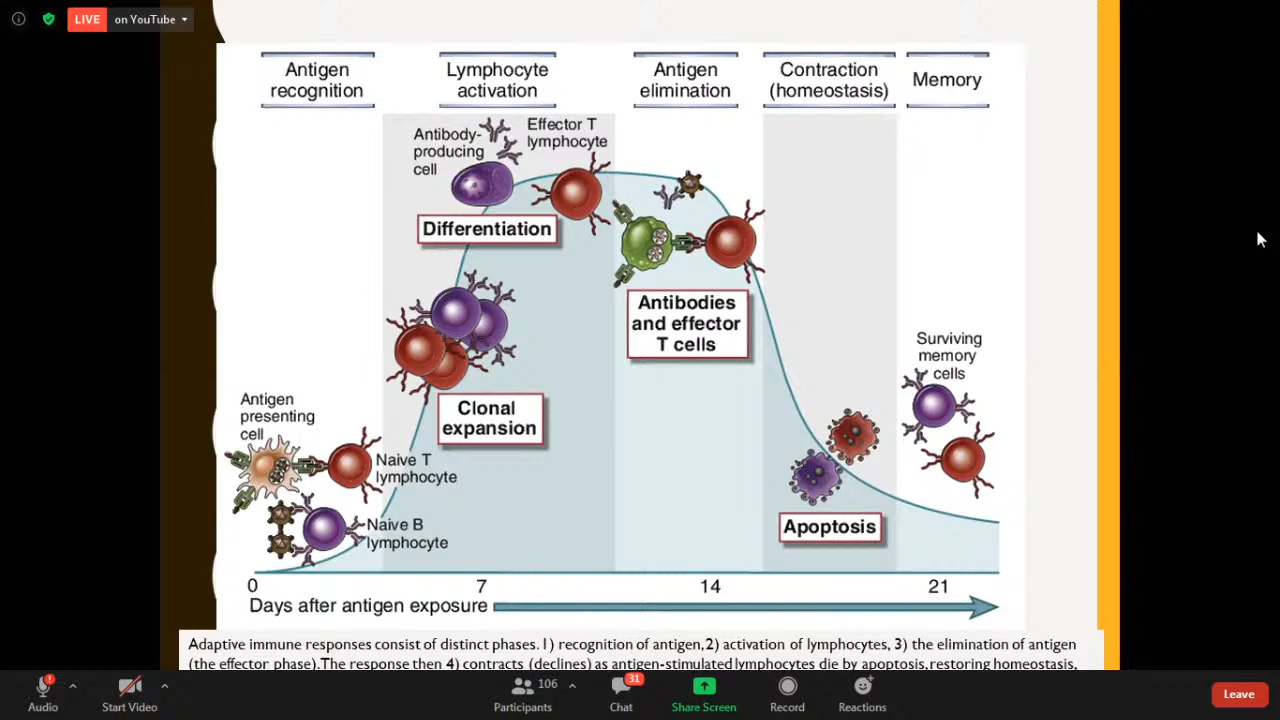 LIVE on YouTube
Antigen
recognition
Lymphocyte
activation
Antigen
elimination
Contraction
(homeostasis)
Memory
Antibody-
producing
cell
Effector T
lymphocyte
Differentiation
Antibodies
and effector
T cells
Surviving
memory
cells
Clonal
expansion
Antigen
presenting
cell
Naive T
lymphocyte
Naive B
lymphocyte
Apoptosis
0 7 14 21
Days after antigen exposure
Adaptive immune responses consist of distinct phases. 1) recognition of antigen, 2) activation of lymphocytes, 3) the elimination of antigen
(the effector phase). The response then 4) contracts (declines) as antigen-stimulated lymphocytes die by apoptosis, restoring homeostasis,
106 31
Audio Start Video Participants Chat Share Screen Record Reactions Leave